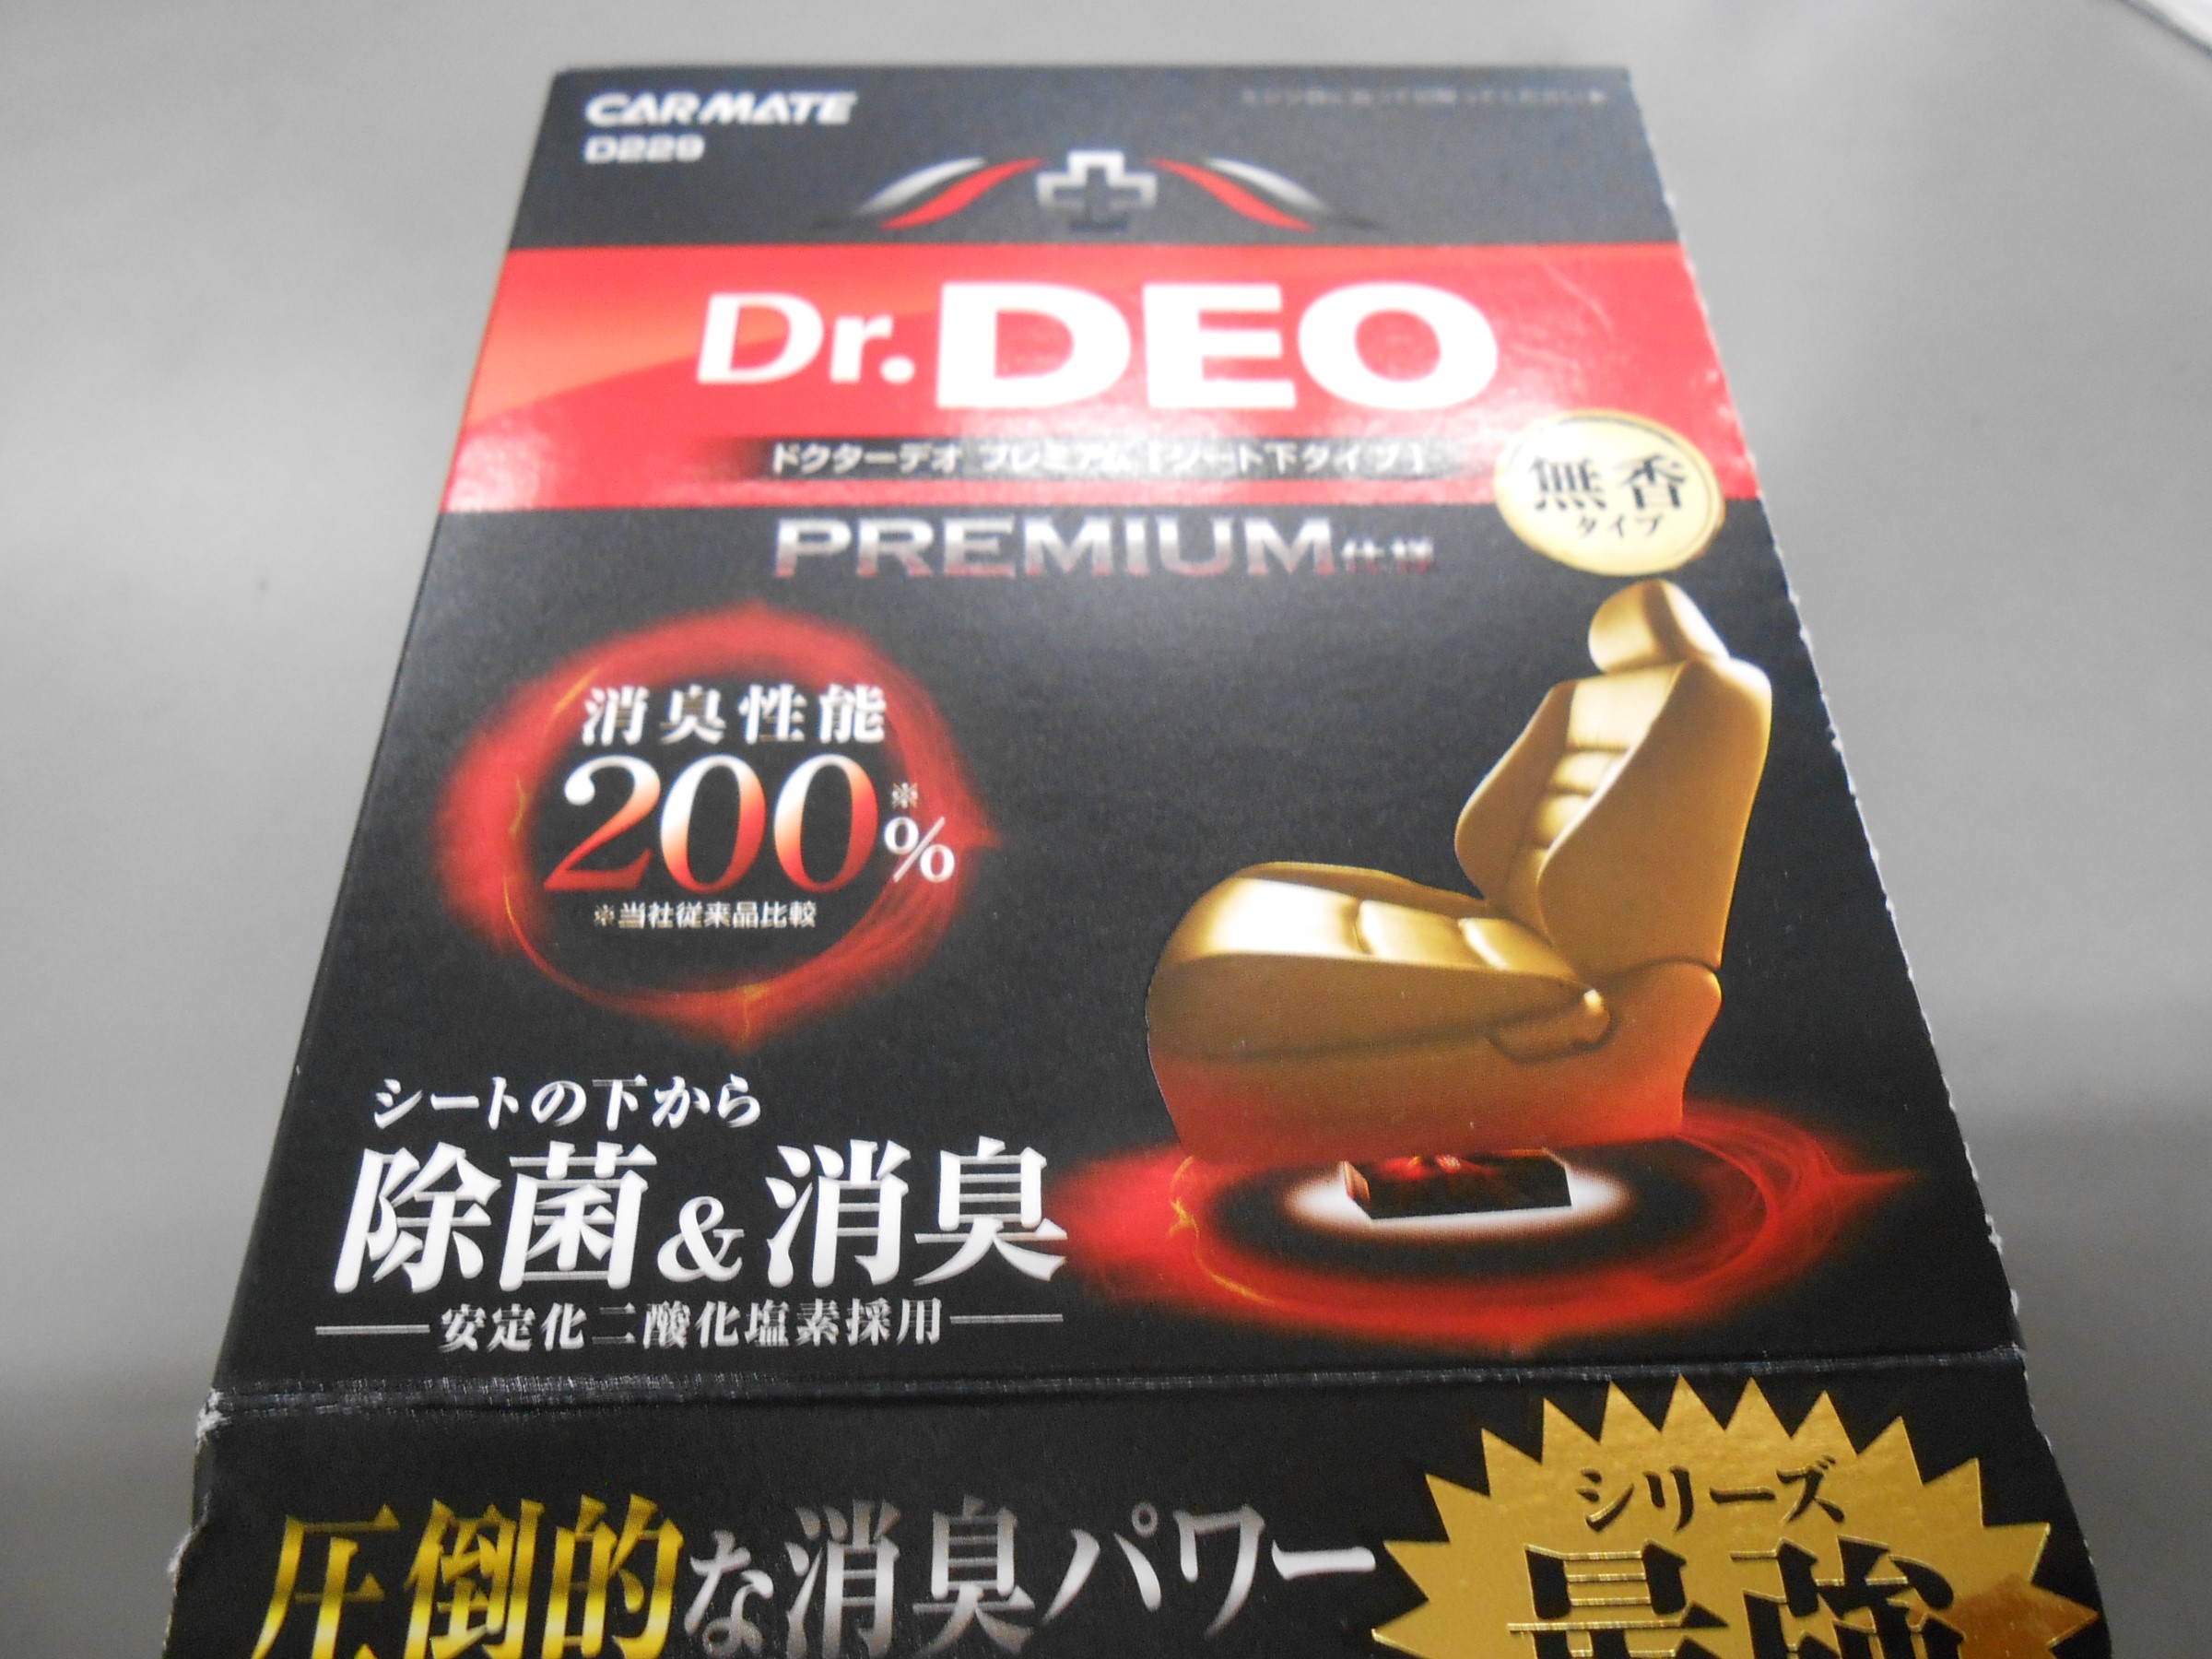 CARMATE
D229
Dr.DEO
ドクターデオ プレミアム [シート下タイプ]
無香
タイプ
PREMIUM仕様
消臭性能
200※%
※当社従来品比較
シートの下から
除菌&消臭
安定化二酸化塩素採用
シリーズ
最強
圧倒的な消臭パワー